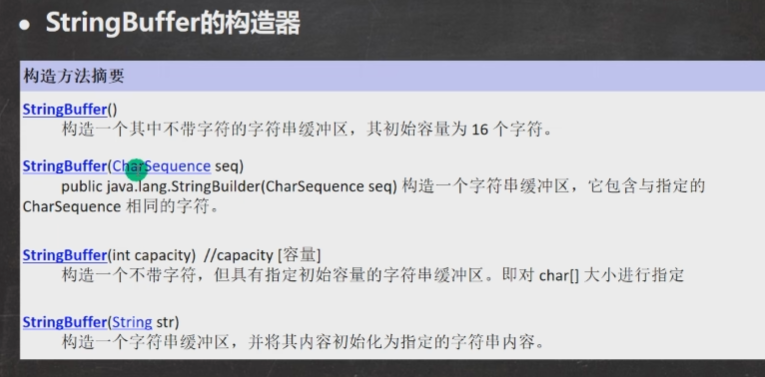 ● StringBuffer的构造器
构造方法摘要
StringBuffer()
构造一个其中不带字符的字符串缓冲区，其初始容量为 16 个字符。
StringBuffer(CharSequence seq)
public java.lang.StringBuilder(CharSequence seq) 构造一个字符串缓冲区，它包含与指定的
CharSequence 相同的字符。
StringBuffer(int capacity) //capacity [容量]
构造一个不带字符，但具有指定初始容量的字符串缓冲区。即对 char[] 大小进行指定
StringBuffer(String str)
构造一个字符串缓冲区，并将其内容初始化为指定的字符串内容。